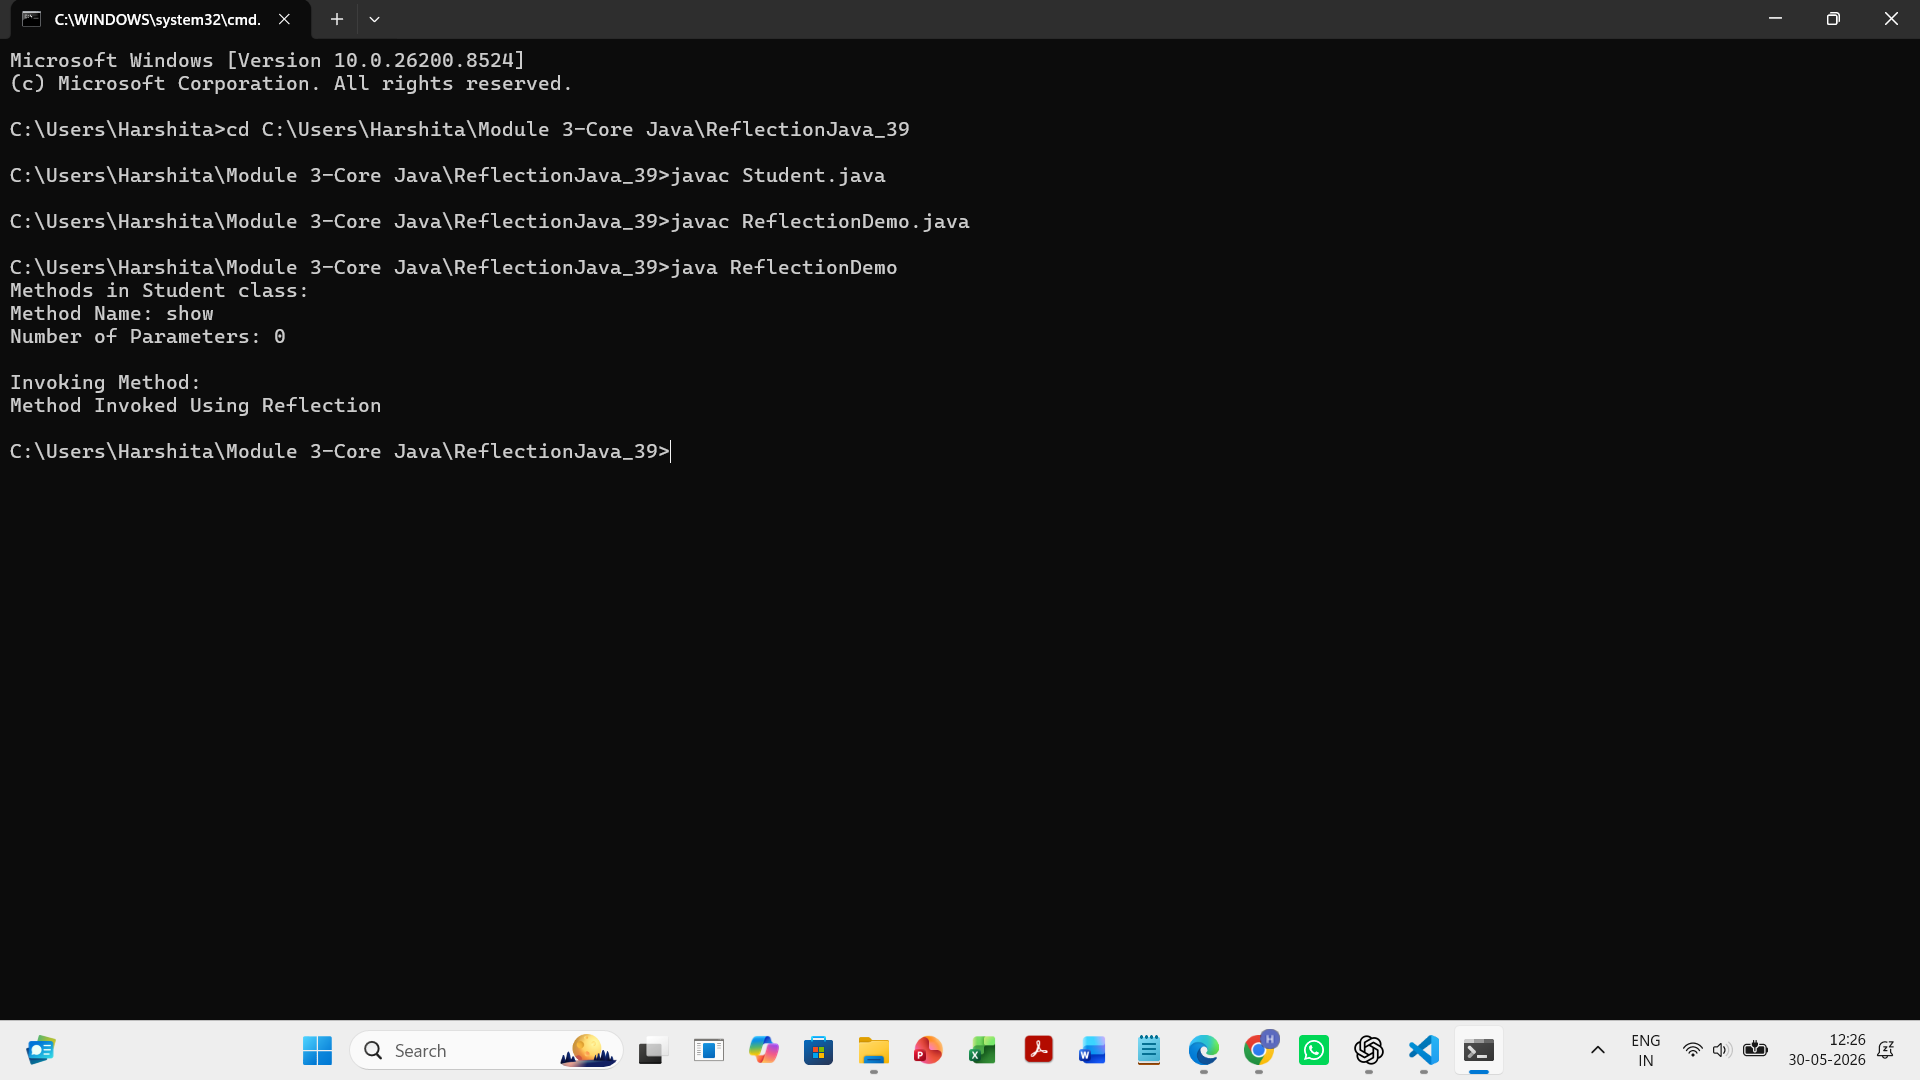 C:\WINDOWS\system32\cmd.
Microsoft Windows [Version 10.0.26200.8524]
(c) Microsoft Corporation. All rights reserved.
C:\Users\Harshita>cd C:\Users\Harshita\Module 3-Core Java\ReflectionJava_39
C:\Users\Harshita\Module 3-Core Java\ReflectionJava_39>javac Student.java
C:\Users\Harshita\Module 3-Core Java\ReflectionJava_39>javac ReflectionDemo.java
C:\Users\Harshita\Module 3-Core Java\ReflectionJava_39>java ReflectionDemo
Methods in Student class:
Method Name: show
Number of Parameters: 0
Invoking Method:
Method Invoked Using Reflection
C:\Users\Harshita\Module 3-Core Java\ReflectionJava_39>
Search
H
ENG
IN
12:26
30-05-2026